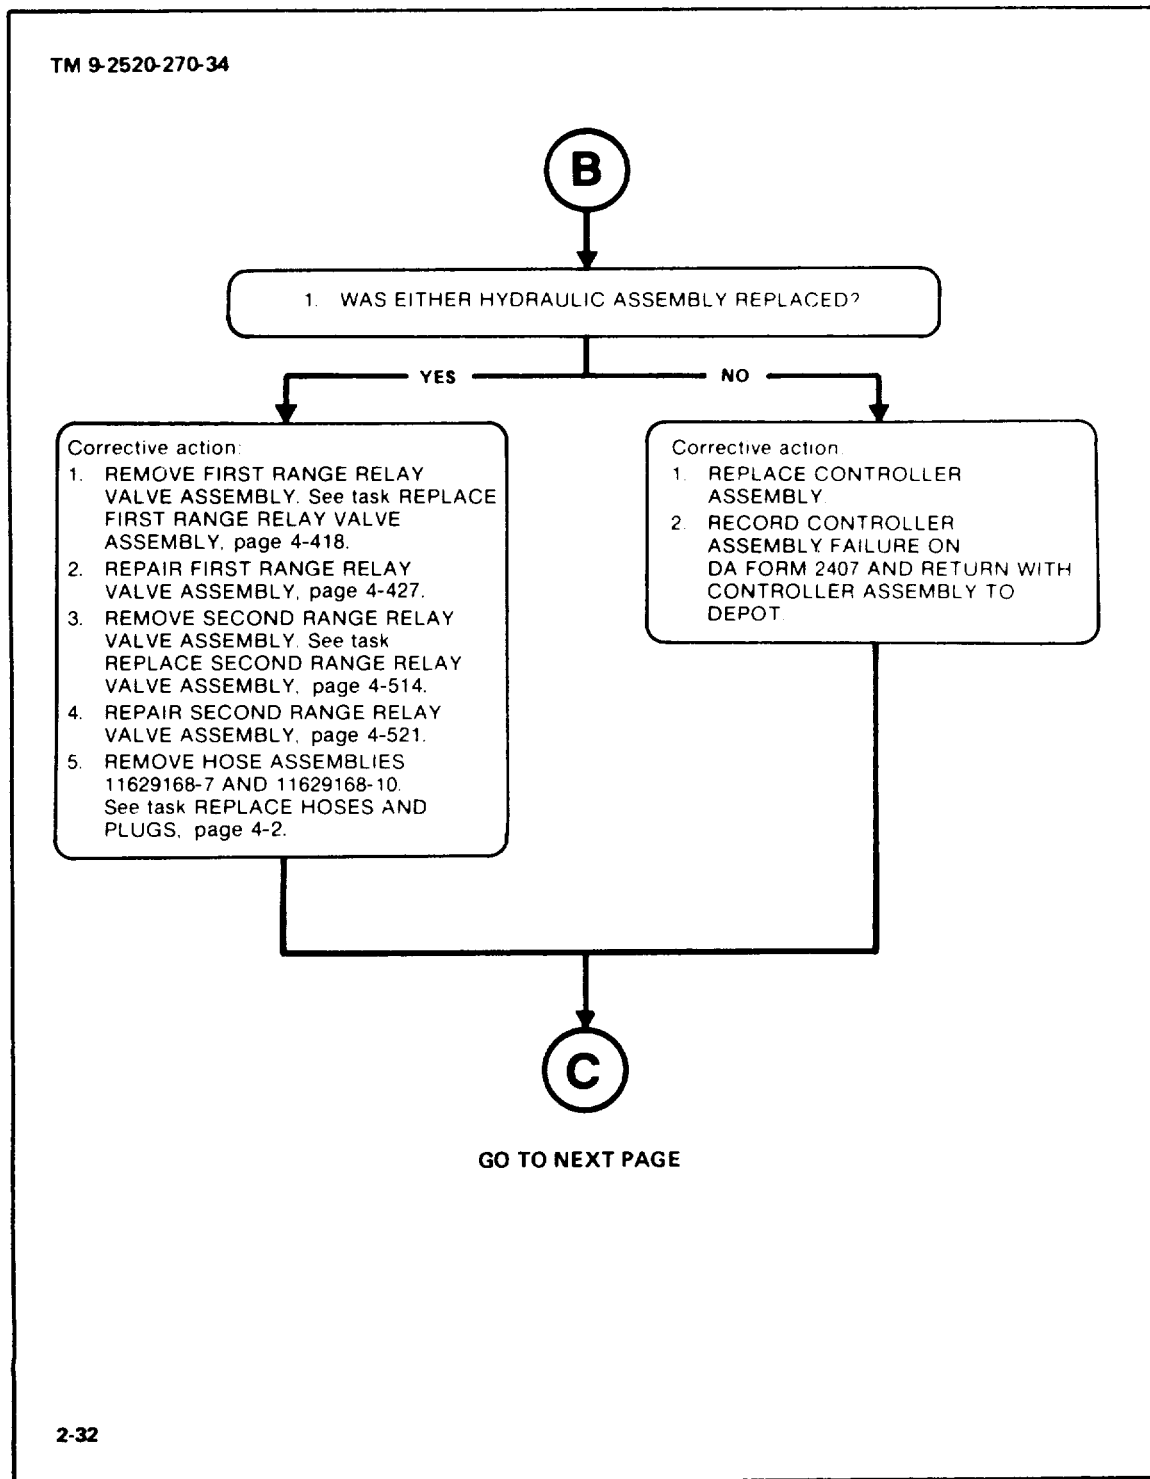 TM 9-2520-270-34
B
1. WAS EITHER HYDRAULIC ASSEMBLY REPLACED?
YES
NO
Corrective action:
1. REMOVE FIRST RANGE RELAY
VALVE ASSEMBLY. See task REPLACE
FIRST RANGE RELAY VALVE
ASSEMBLY, page 4-418.
2. REPAIR FIRST RANGE RELAY
VALVE ASSEMBLY, page 4-427.
3. REMOVE SECOND RANGE RELAY
VALVE ASSEMBLY. See task
REPLACE SECOND RANGE RELAY
VALVE ASSEMBLY, page 4-514.
4. REPAIR SECOND RANGE RELAY
VALVE ASSEMBLY, page 4-521.
5. REMOVE HOSE ASSEMBLIES
11629168-7 AND 11629168-10.
See task REPLACE HOSES AND
PLUGS, page 4-2.
Corrective action
1. REPLACE CONTROLLER
ASSEMBLY.
2. RECORD CONTROLLER
ASSEMBLY FAILURE ON
DA FORM 2407 AND RETURN WITH
CONTROLLER ASSEMBLY TO
DEPOT.
C
GO TO NEXT PAGE
2-32